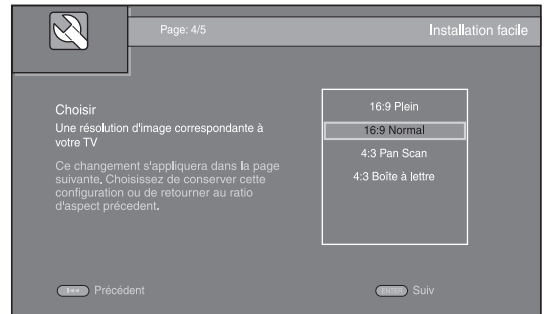 Page: 4/5
Installation facile
Choisir
Une résolution d'image correspondante à
votre TV
Ce changement s'appliquera dans la page
suivante. Choisissez de conserver cette
configuration ou de retourner au ratio
d'aspect précedent.
16:9 Plein
16:9 Normal
4:3 Pan Scan
4:3 Boîte à lettre
Précédent
ENTER Suiv